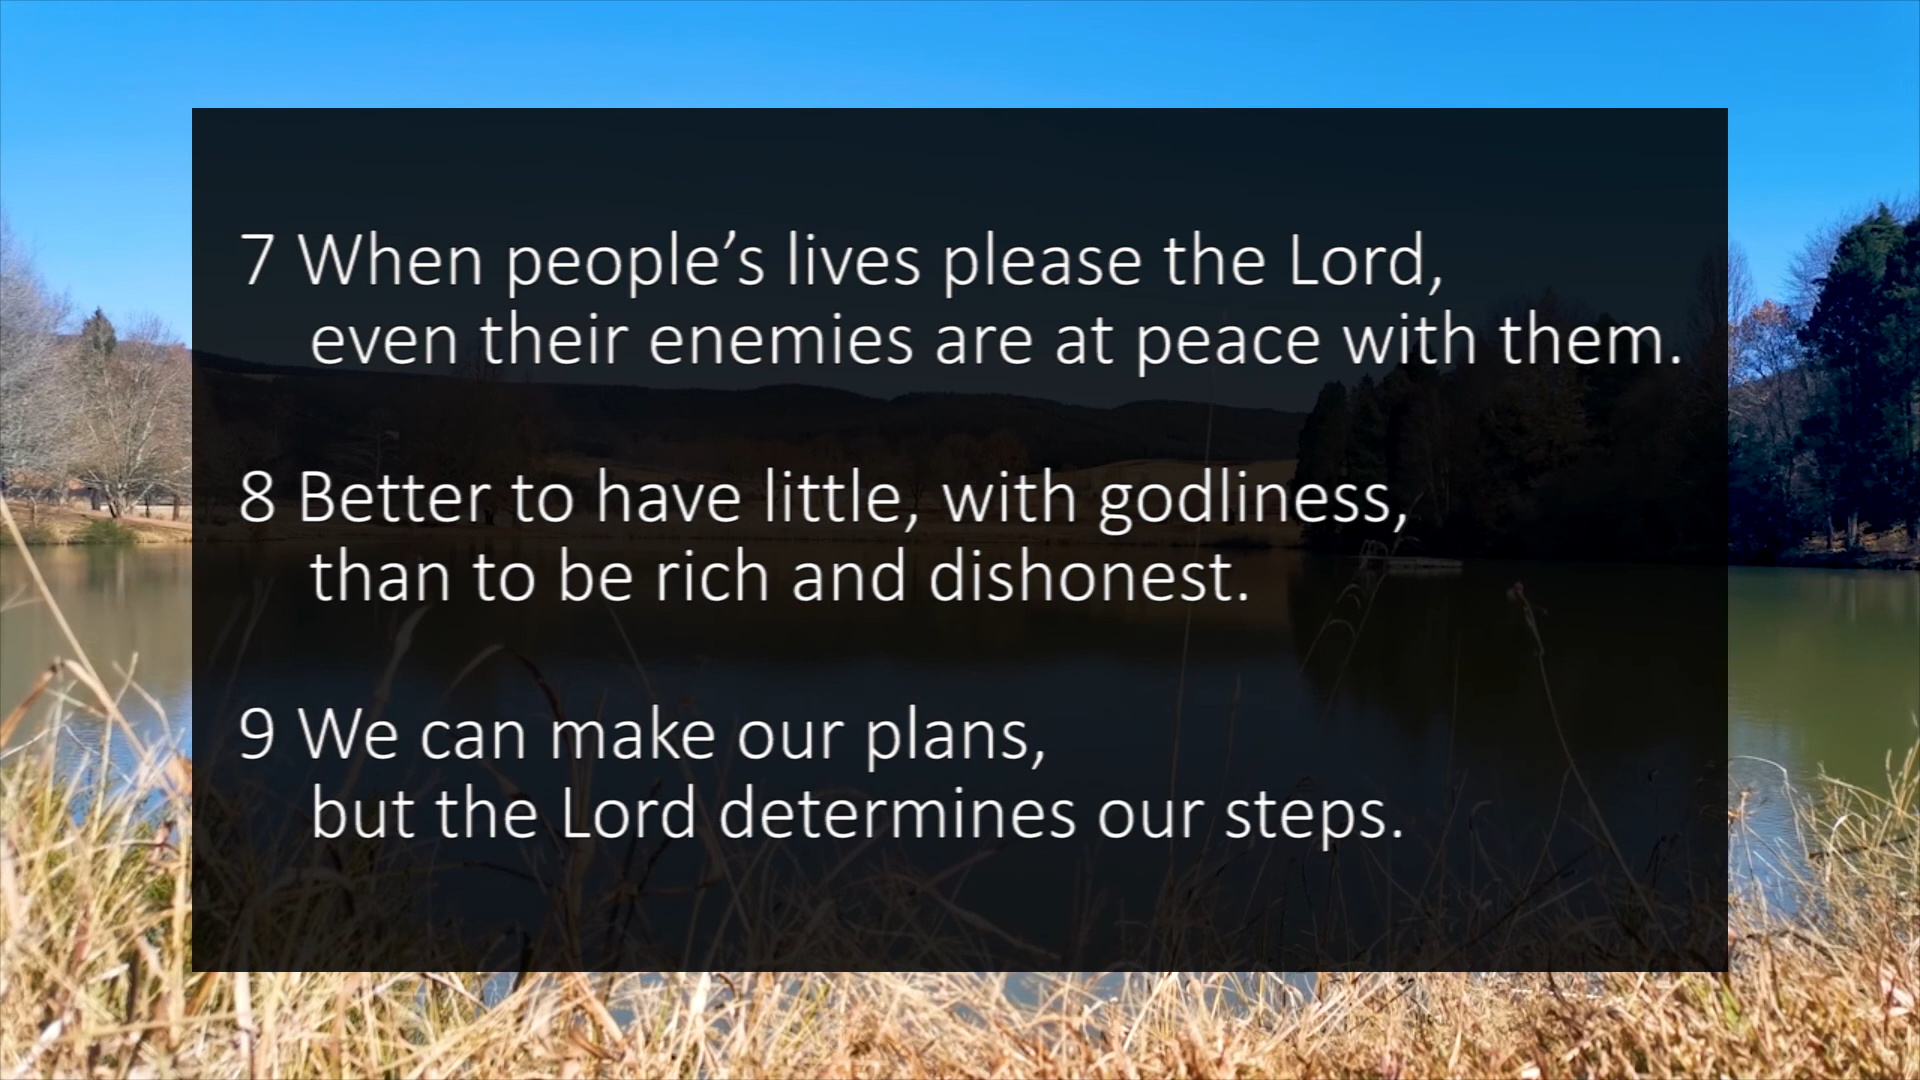 7 When people’s lives please the Lord,
even their enemies are at peace with them.
8 Better to have little, with godliness,
than to be rich and dishonest.
9 We can make our plans,
but the Lord determines our steps.